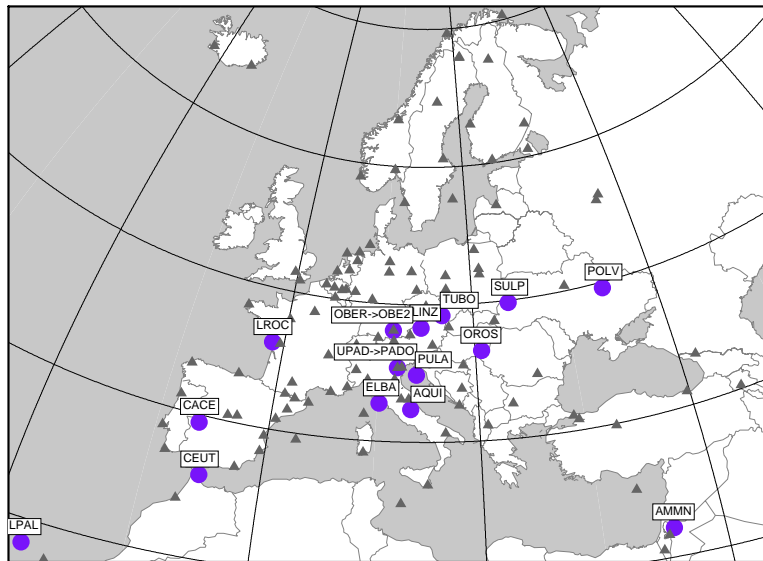 POLV
SULP
TUBO
OBER->OBE2
LINZ
LROC
OROS
UPAD->PADO
PULA
ELBA
AQUI
CACE
CEUT
AMMN
LPAL